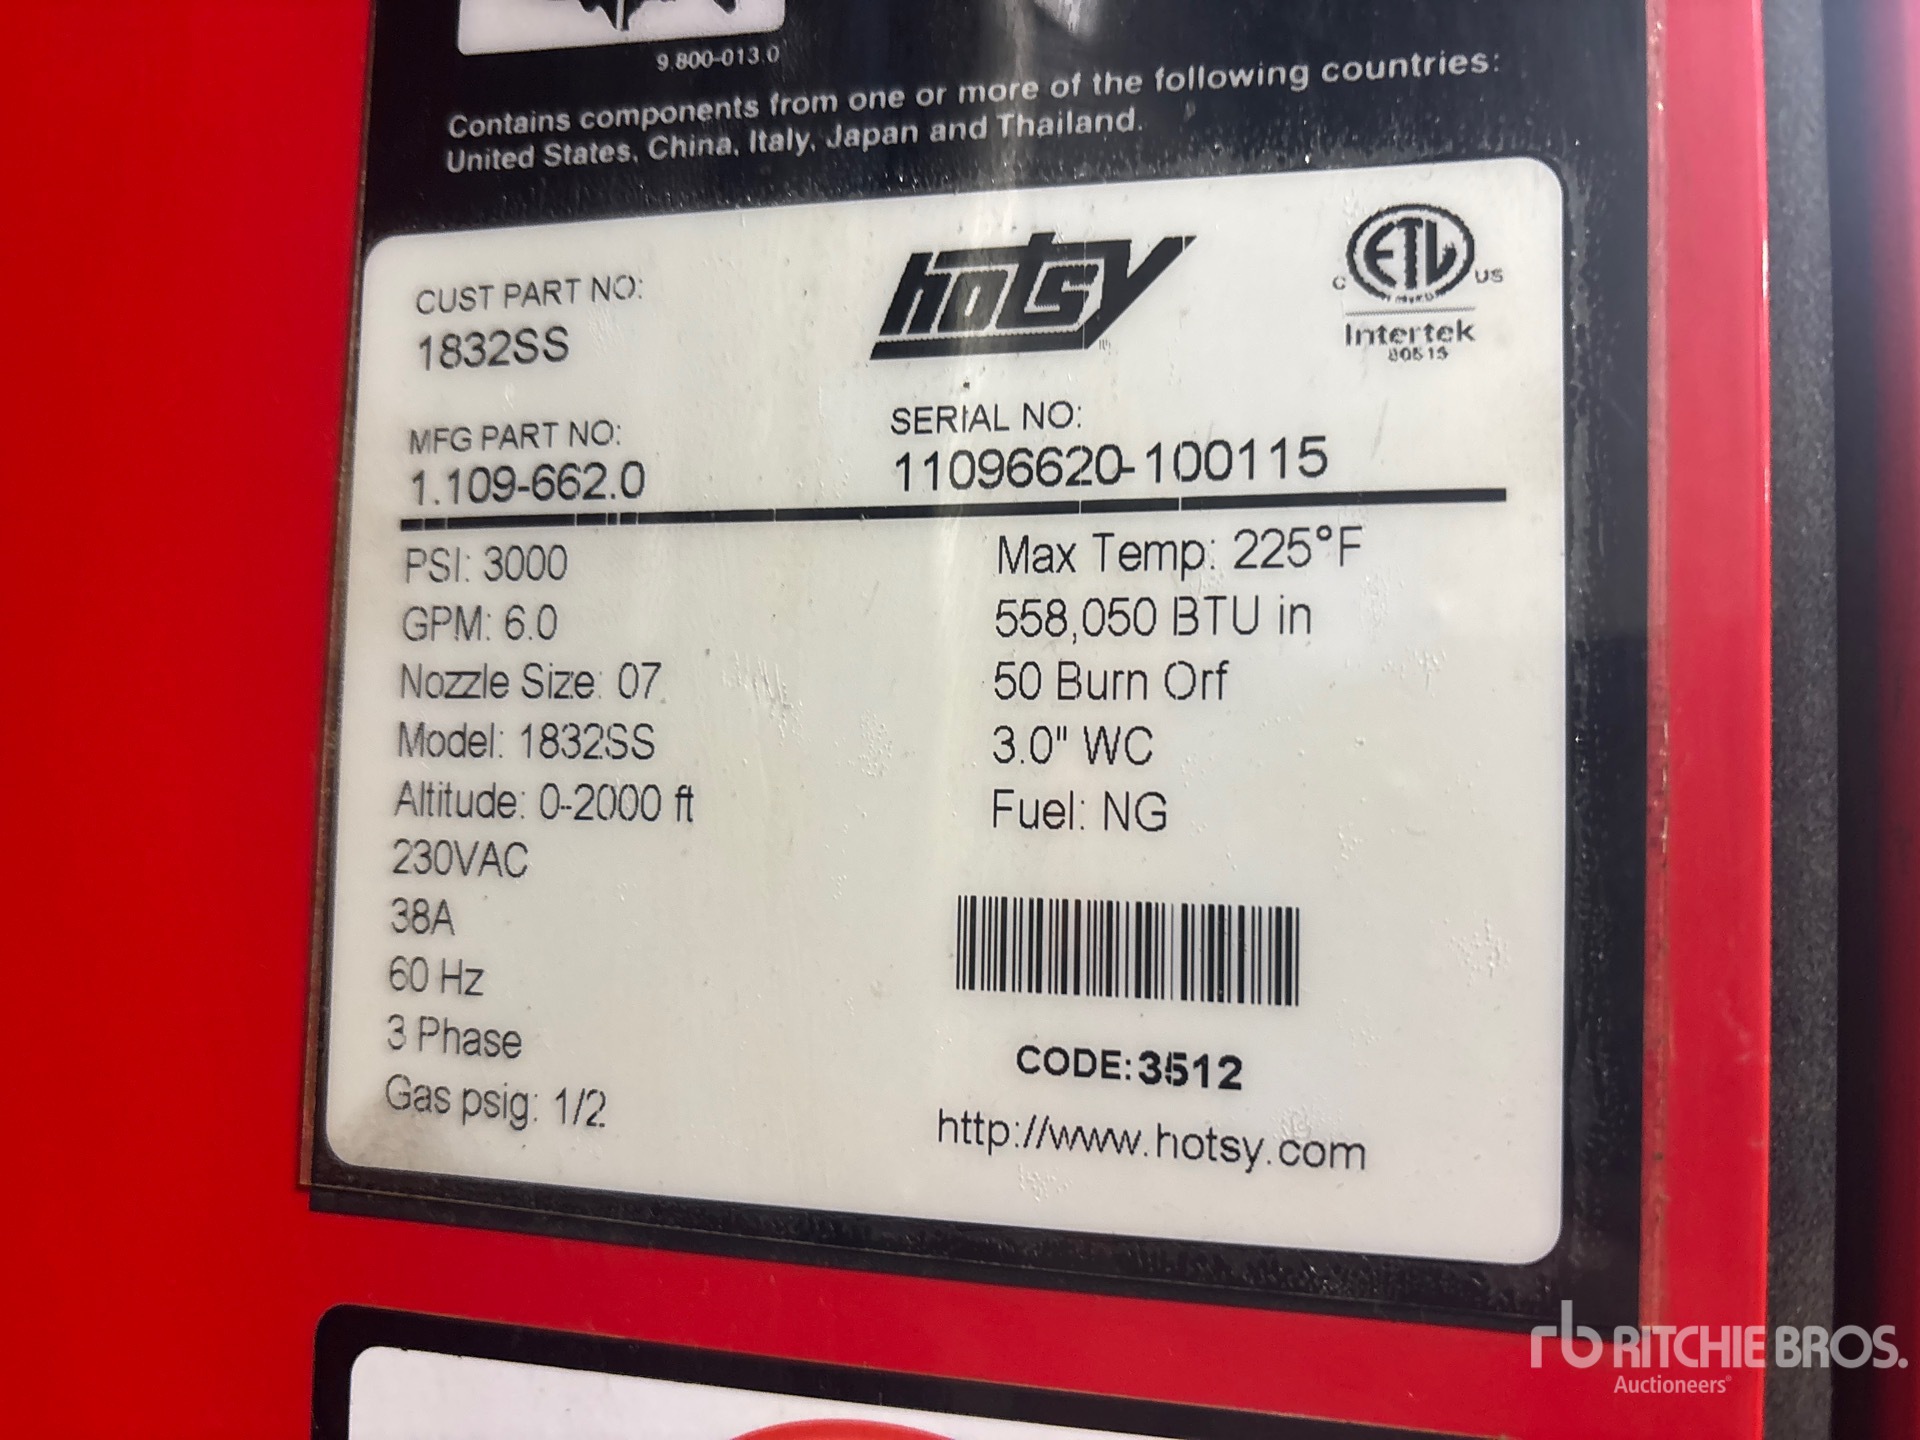 9.800-013.0
Contains components from one or more of the following countries:
United States, China, Italy, Japan and Thailand.
CUST PART NO:
1832SS
hotsy
ETL
C US
Intertek
MFG PART NO:
1.109-662.0
SERIAL NO:
11096620-100115
PSI: 3000
GPM: 6.0
Nozzle Size: 07
Model: 1832SS
Altitude: 0-2000 ft
230VAC
38A
60 Hz
3 Phase
Gas psig: 1/2
Max Temp: 225°F
558,050 BTU in
50 Burn Orf
3.0" WC
Fuel: NG
CODE:3512
http://www.hotsy.com
rb RITCHIE BROS.
Auctioneers